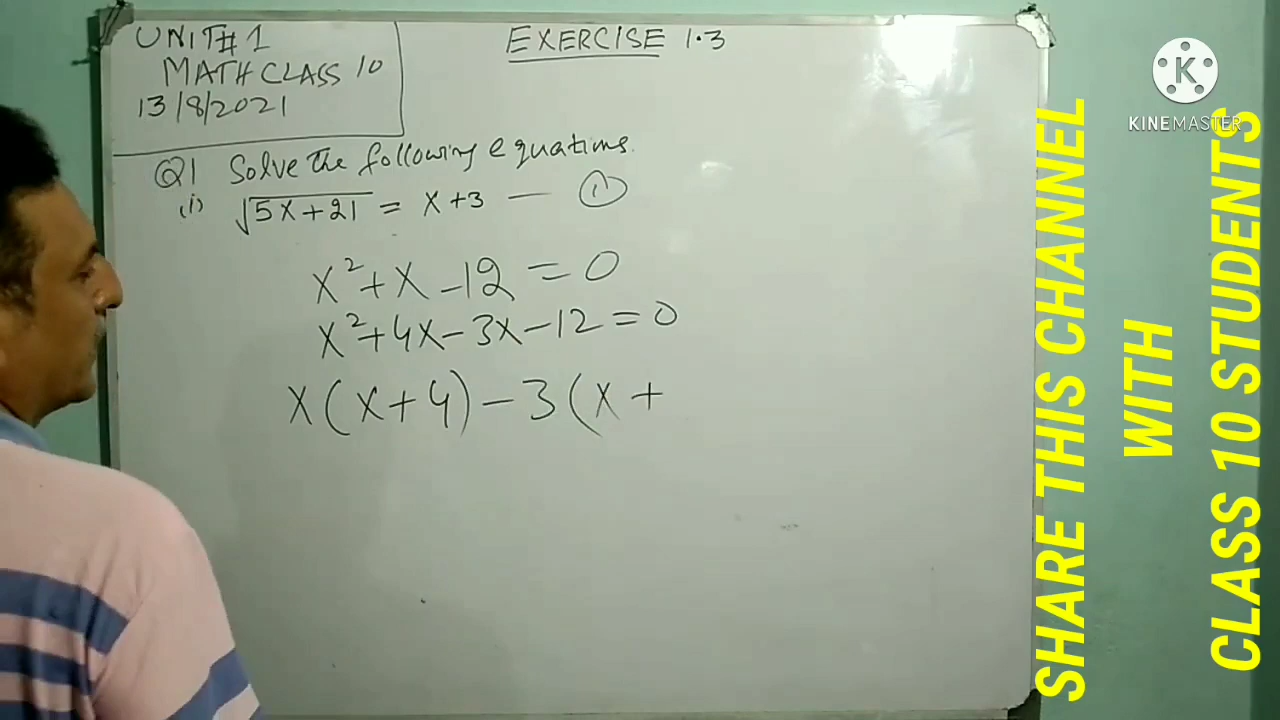 UNIT# 1
MATH CLASS 10
13/8/2021
EXERCISE 1.3
Q1 Solve the following equations.
(i) √5x+21 = x+3 — (1)
x²+x-12=0
x²+4x-3x-12=0
x(x+4)-3(x+
K
KINEMASTER
SHARE THIS CHANNEL
WITH
CLASS 10 STUDENTS